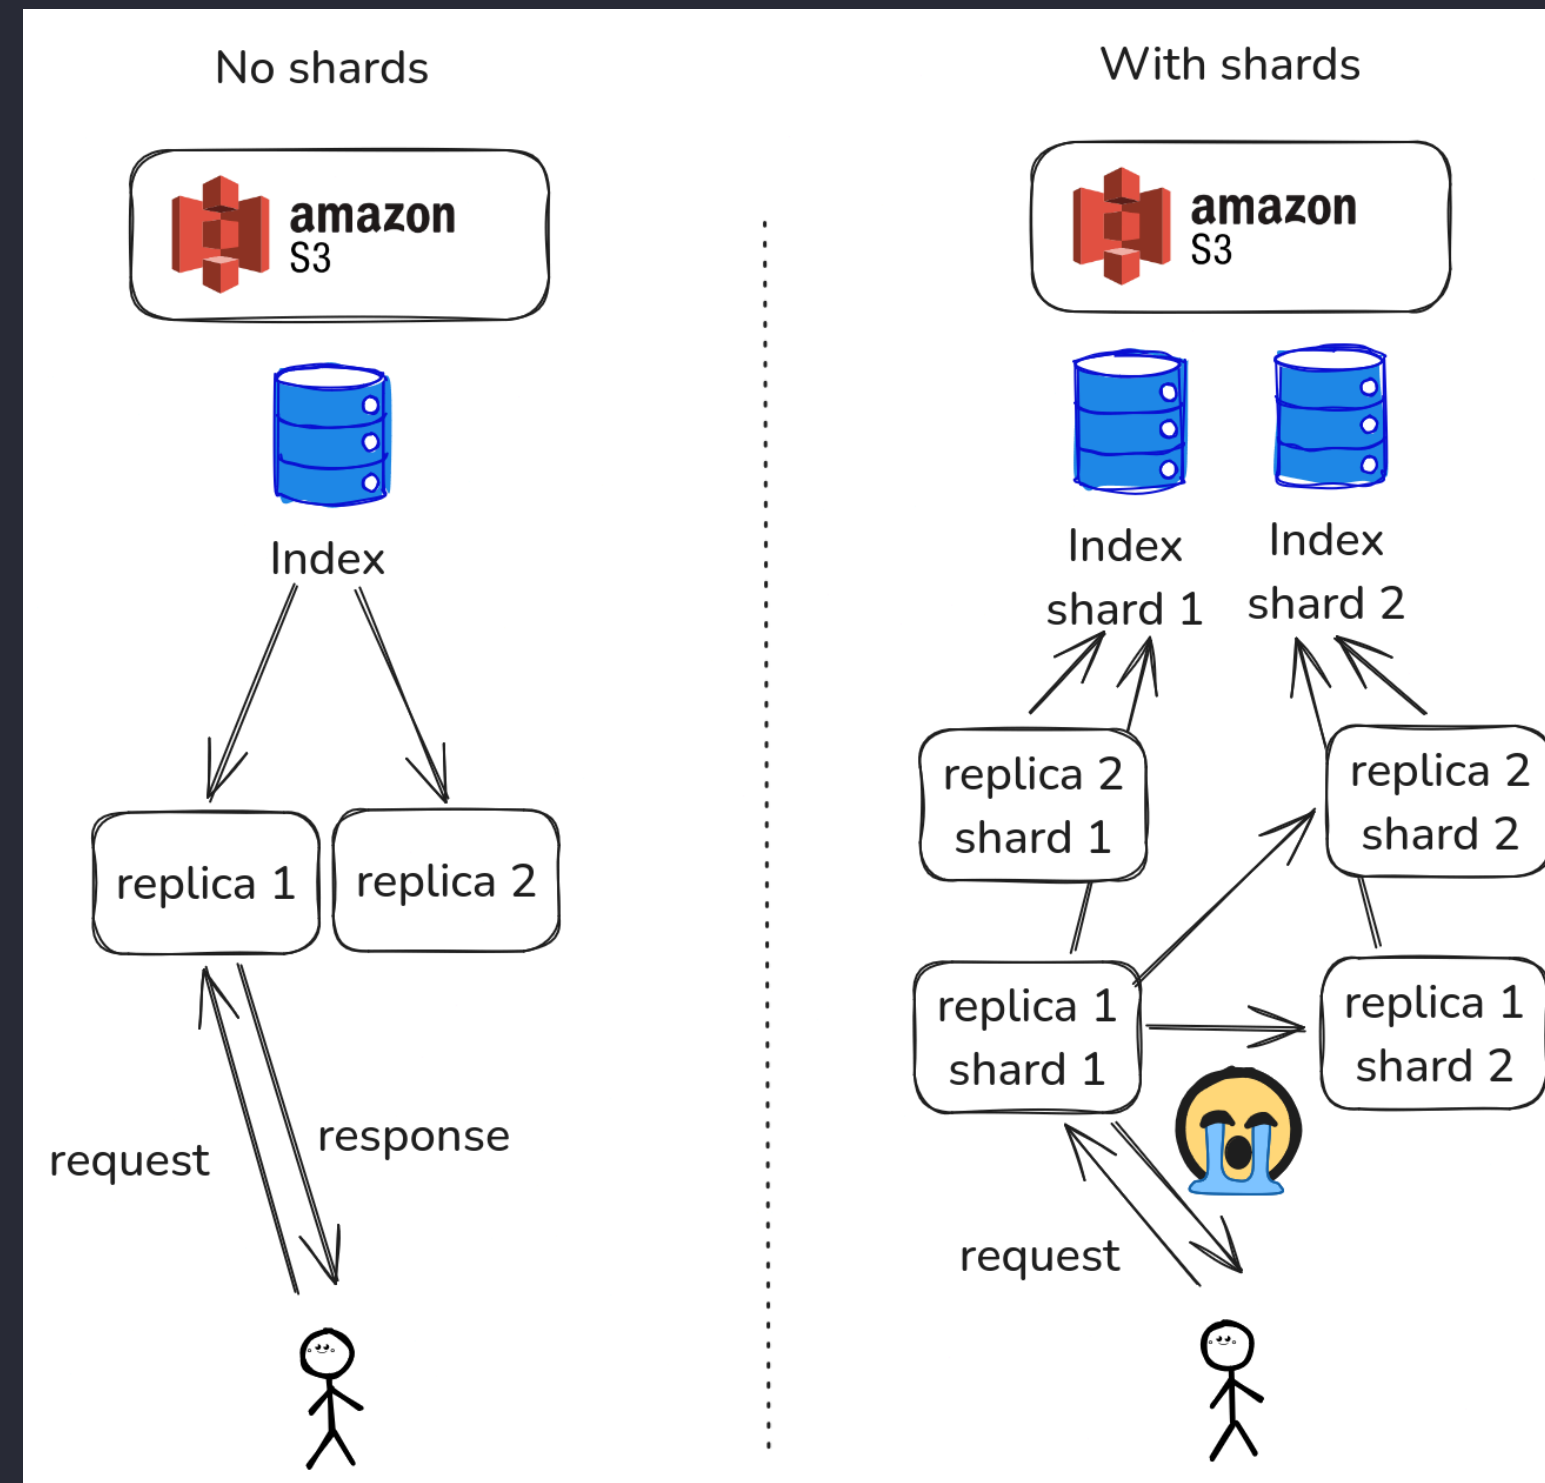 No shards
amazon
S3
Index
replica 1
replica 2
request
response
With shards
amazon
S3
Index
shard 1
Index
shard 2
replica 2
shard 1
replica 2
shard 2
replica 1
shard 1
replica 1
shard 2
request